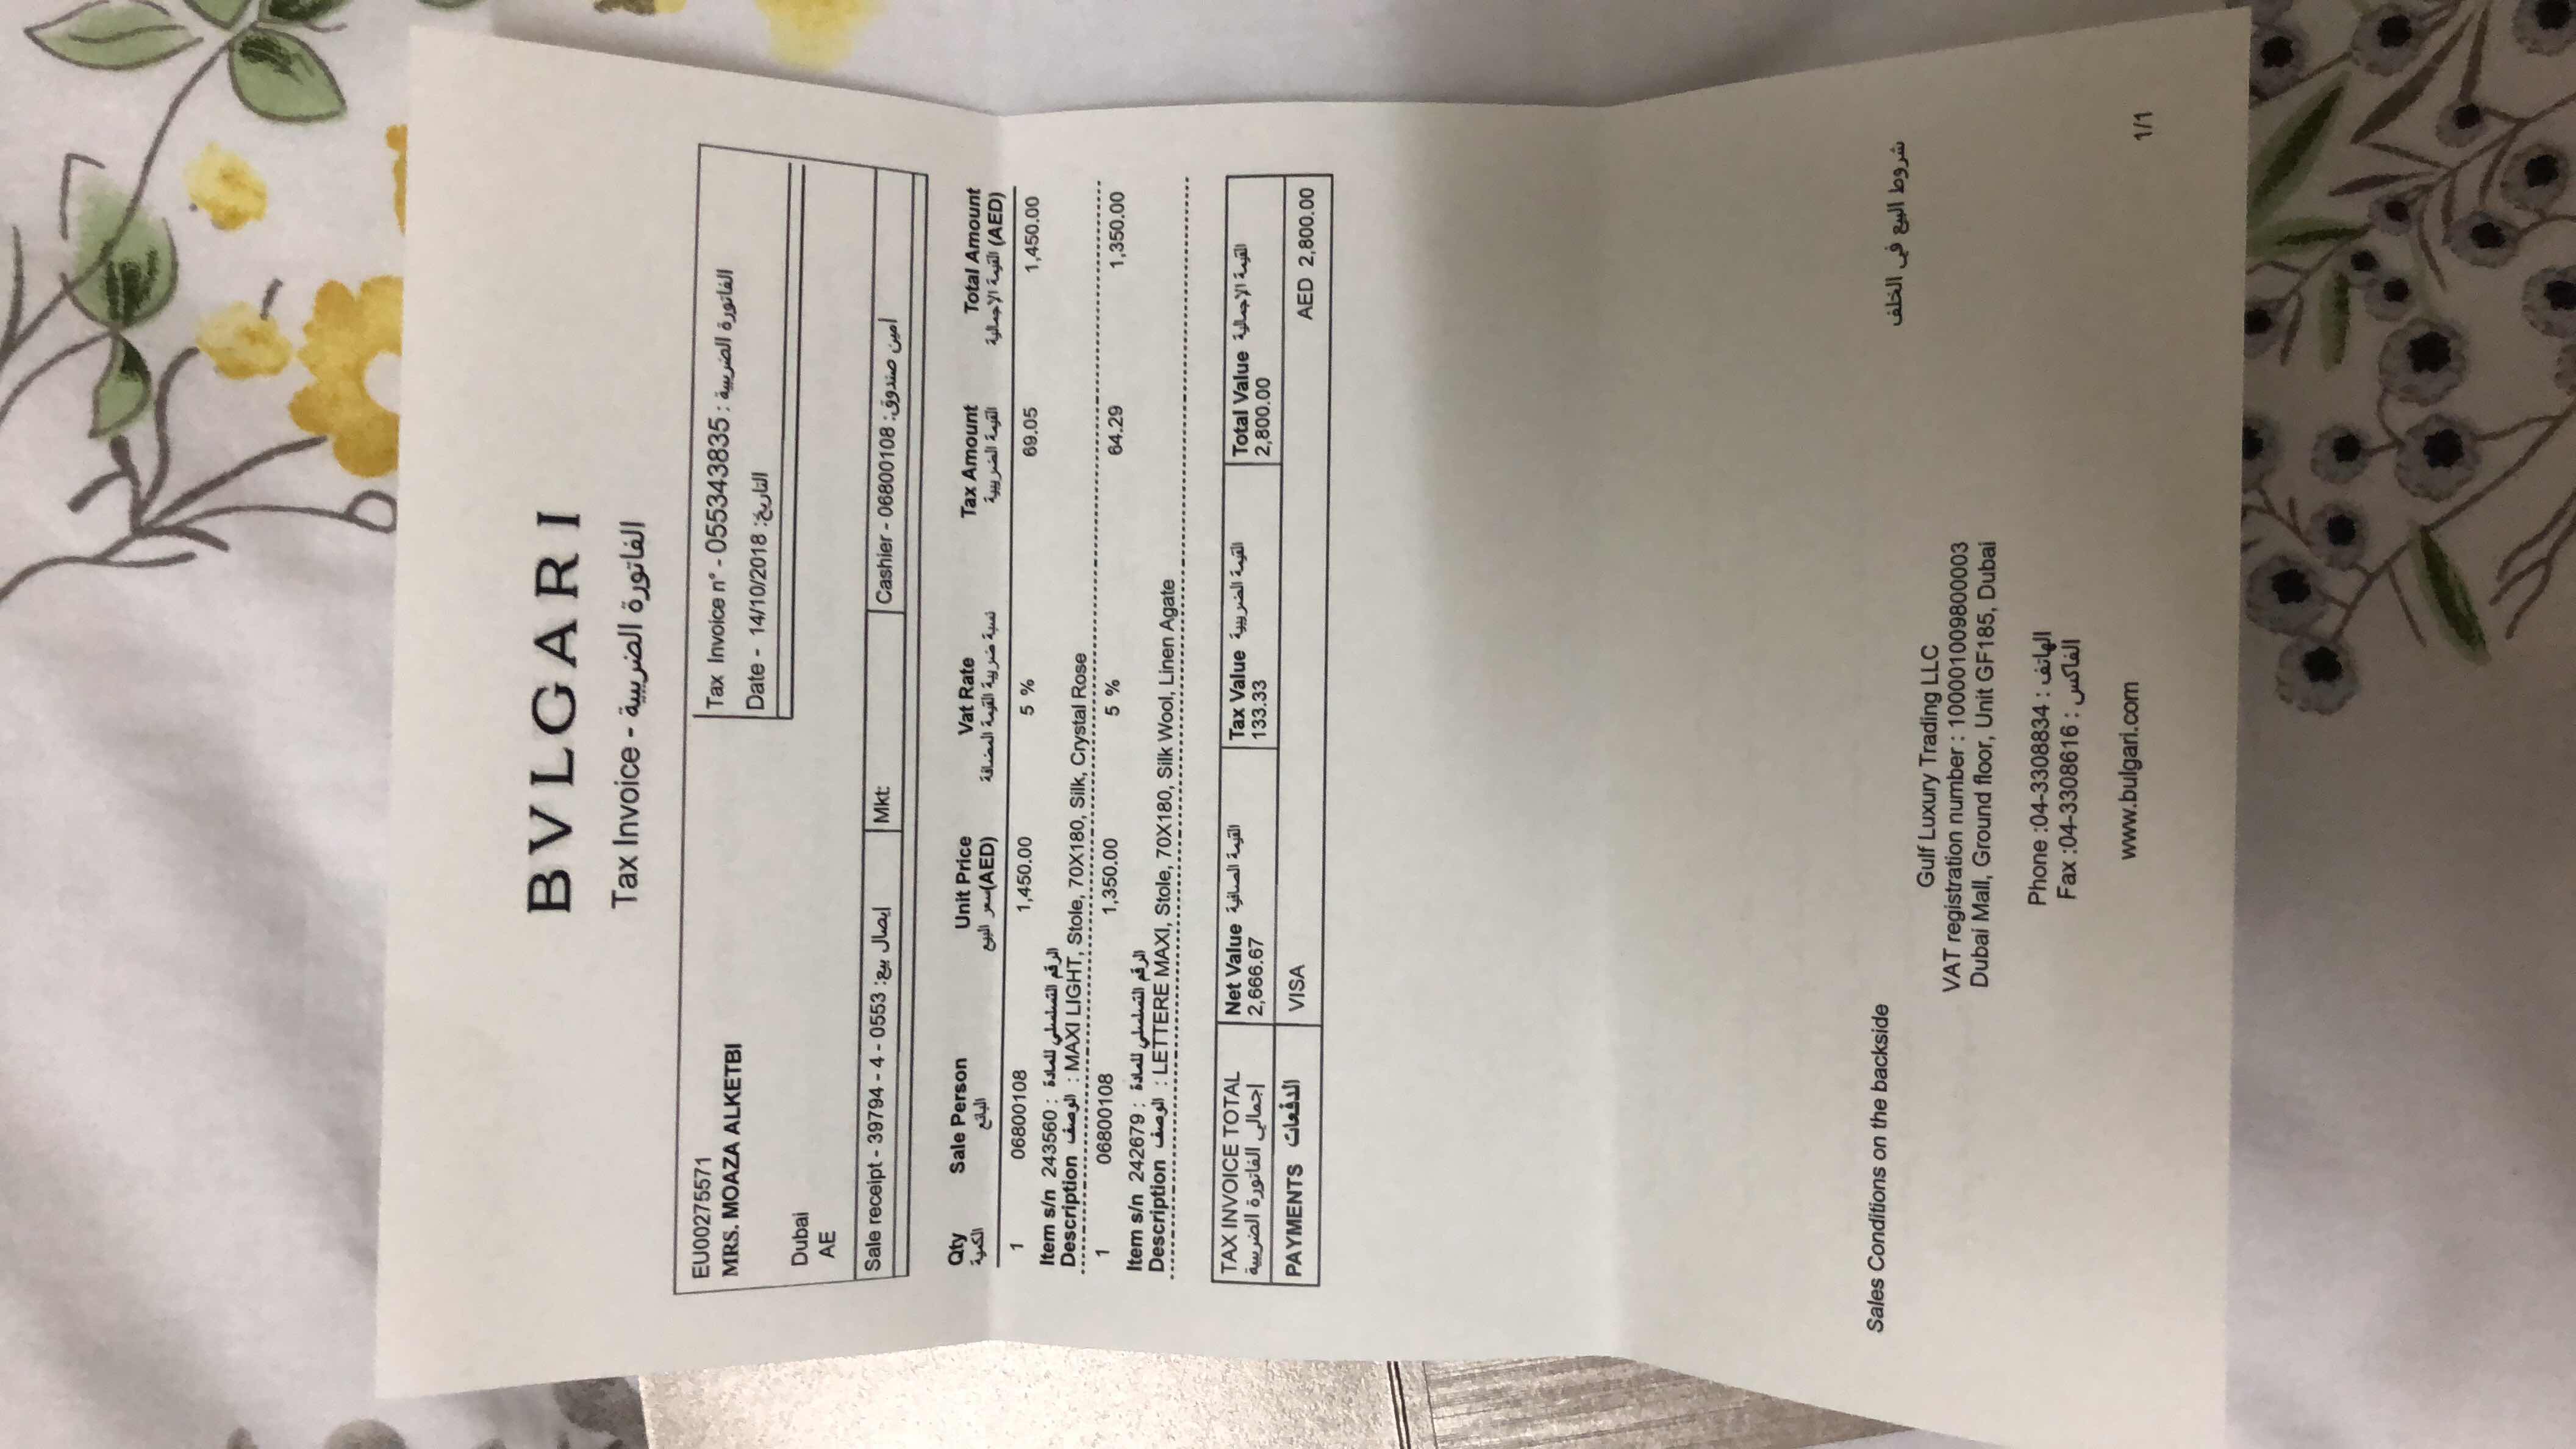 BVLGARI
Tax Invoice - الفاتورة الضريبية
EU00275571
MRS. MOAZA ALKETBI
Tax Invoice n° - 055343835 : الفاتورة الضريبية
Date - 14/10/2018 :التاريخ
Dubai
AE
Sale receipt - 39794 - 4 - 0553 :إيصال بيع
Mkt:
Cashier - 06800108 :أمين صندوق
Qty Sale Person Unit Price Vat Rate Tax Amount Total Amount
الكمية البائع سعر البيع(AED) نسبة ضريبة القيمة المضافة القيمة الضريبية القيمة الإجمالية (AED)
1 06800108 1,450.00 5 % 69.05 1,450.00
Item s/n 243560 : الرقم التسلسلي للمادة
Description الوصف : MAXI LIGHT, Stole, 70X180, Silk, Crystal Rose
1 06800108 1,350.00 5 % 64.29 1,350.00
Item s/n 242679 : الرقم التسلسلي للمادة
Description الوصف : LETTERE MAXI, Stole, 70X180, Silk Wool, Linen Agate
TAX INVOICE TOTAL Net Value القيمة الصافية Tax Value القيمة الضريبية Total Value القيمة الإجمالية
إجمالي الفاتورة الضريبية 2,666.67 133.33 2,800.00
PAYMENTS الدفعات VISA AED 2,800.00
Sales Conditions on the backside شروط البيع في الخلف
Gulf Luxury Trading LLC
VAT registration number : 100001009800003
Dubai Mall, Ground floor, Unit GF185, Dubai
Phone :04-3308834 : الهاتف
Fax :04-3308616 : الفاكس
www.bulgari.com
1/1